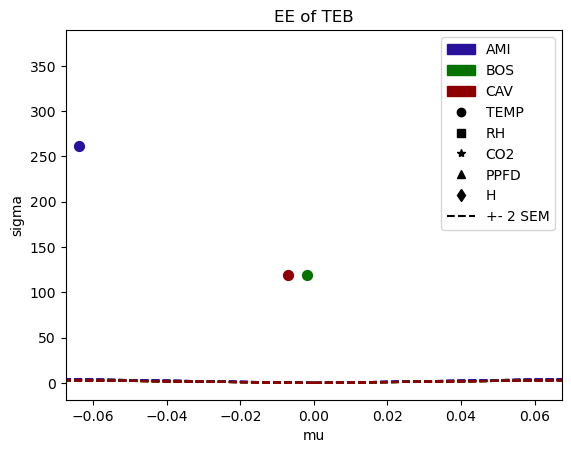 EE of TEB
AMI
BOS
CAV
TEMP
RH
CO2
PPFD
H
+- 2 SEM
sigma
350
300
250
200
150
100
50
0
−0.06 −0.04 −0.02 0.00 0.02 0.04 0.06
mu